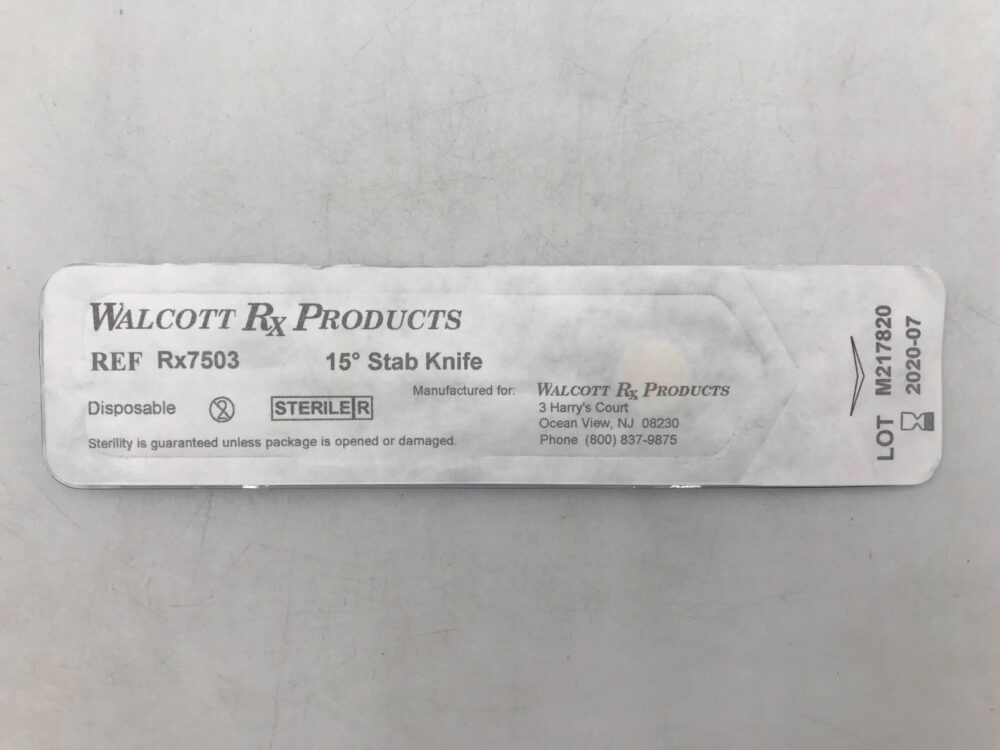 WALCOTT Rx PRODUCTS
REF Rx7503 15° Stab Knife
Disposable 2 STERILE R
Sterility is guaranteed unless package is opened or damaged.
Manufactured for: WALCOTT Rx PRODUCTS
3 Harry's Court
Ocean View, NJ 08230
Phone (800) 837-9875
LOT M217820
2020-07